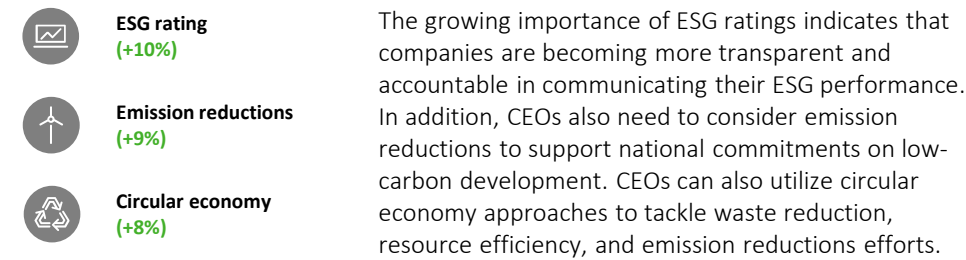 ESG rating
(+10%)
Emission reductions
(+9%)
Circular economy
(+8%)
The growing importance of ESG ratings indicates that
companies are becoming more transparent and
accountable in communicating their ESG performance.
In addition, CEOs also need to consider emission
reductions to support national commitments on low-
carbon development. CEOs can also utilize circular
economy approaches to tackle waste reduction,
resource efficiency, and emission reductions efforts.